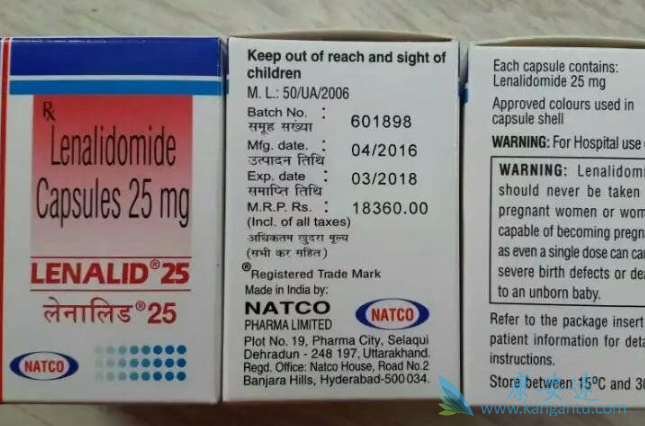 ℞
Lenalidomide
Capsules 25 mg
LENALID® 25
लेनालिड® 25
NATCO
Keep out of reach and sight of
children
M. L.: 50/UA/2006
Batch No. : 601898
समूह सख्या
Mfg. date. : 04/2016
उत्पादन तिथि
Exp. date : 03/2018
समाप्ति तिथि
M.R.P. Rs. : 18360.00
(Incl. of all taxes)
अधिकतम खुदरा मूल्य
(सभी कर सहित)
®Registered Trade Mark
Made in India by:
NATCO
PHARMA LIMITED
NATCO
Plot No. 19, Pharma City, Selaqui
Dehradun - 248 197, Uttarakhand.
Regd. Office: Natco House, Road No.2
Banjara Hills, Hyderabad-500 034.
Each capsule contains:
Lenalidomide 25 mg
Approved colours used in
capsule shell
WARNING: For Hospital use
WARNING: Lenalidomi
should never be taken
pregnant women or wom
capable of becoming pregn
as even a single dose can ca
severe birth defects or de
to an unborn baby.
Refer to the package insert
patient information for deta
instructions.
Store between 15°C and 3
康安途
www.kangantu.com